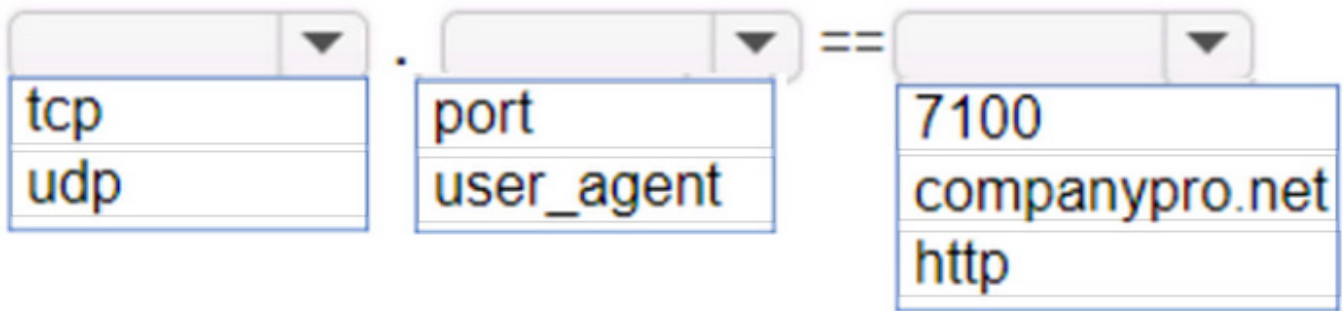 . ==
tcp
udp
port
user_agent
7100
companypro.net
http